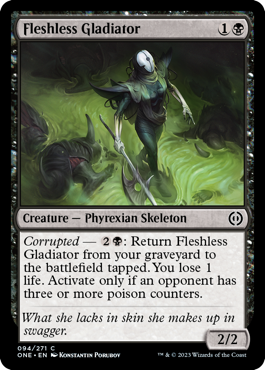 Fleshless Gladiator 1
Creature — Phyrexian Skeleton
Corrupted — 2: Return Fleshless
Gladiator from your graveyard to
the battlefield tapped. You lose 1
life. Activate only if an opponent has
three or more poison counters.
What she lacks in skin she makes up in
swagger.
2/2
094/271 C
ONE • EN Konstantin Porubov
™ & © 2023 Wizards of the Coast